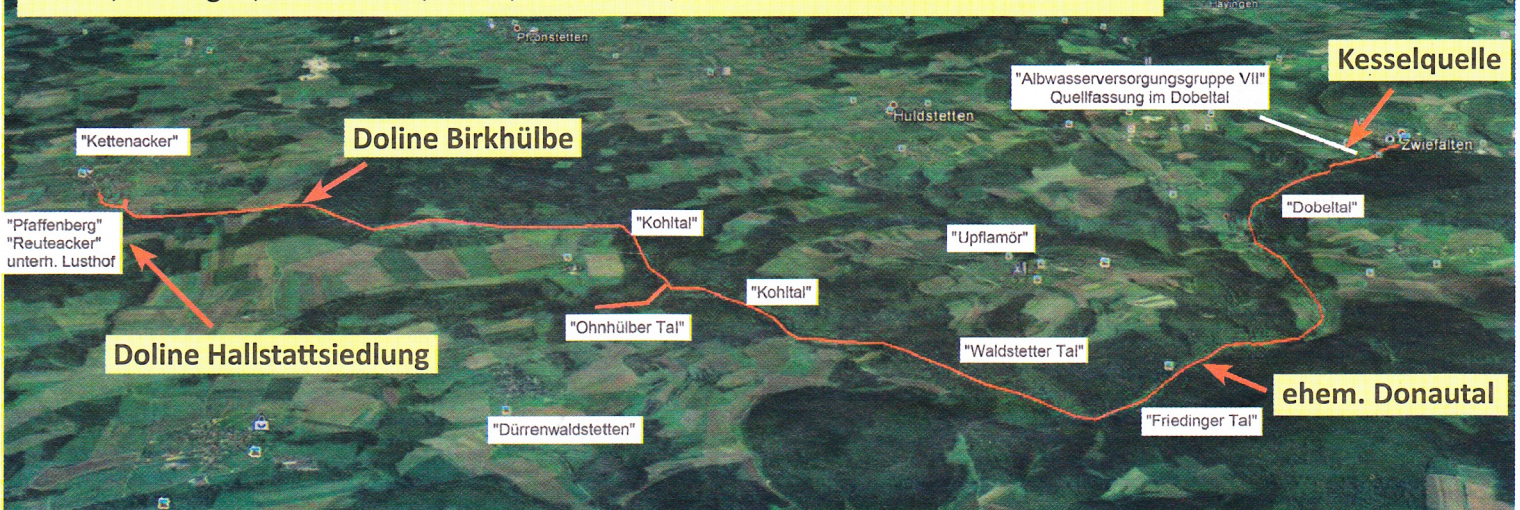 Hayingen
Pfronstetten
Kesselquelle
"Albwasserversorgungsgruppe VII"
Quellfassung im Dobeltal
Huldstetten
Zwiefalten
"Kettenacker"
Doline Birkhülbe
"Dobeltal"
"Pfaffenberg"
"Reuteacker"
unterh. Lusthof
"Kohltal"
"Upflamör"
"Kohltal"
"Ohnhülber Tal"
Doline Hallstattsiedlung
"Waldstetter Tal"
ehem. Donautal
"Friedinger Tal"
"Dürrenwaldstetten"